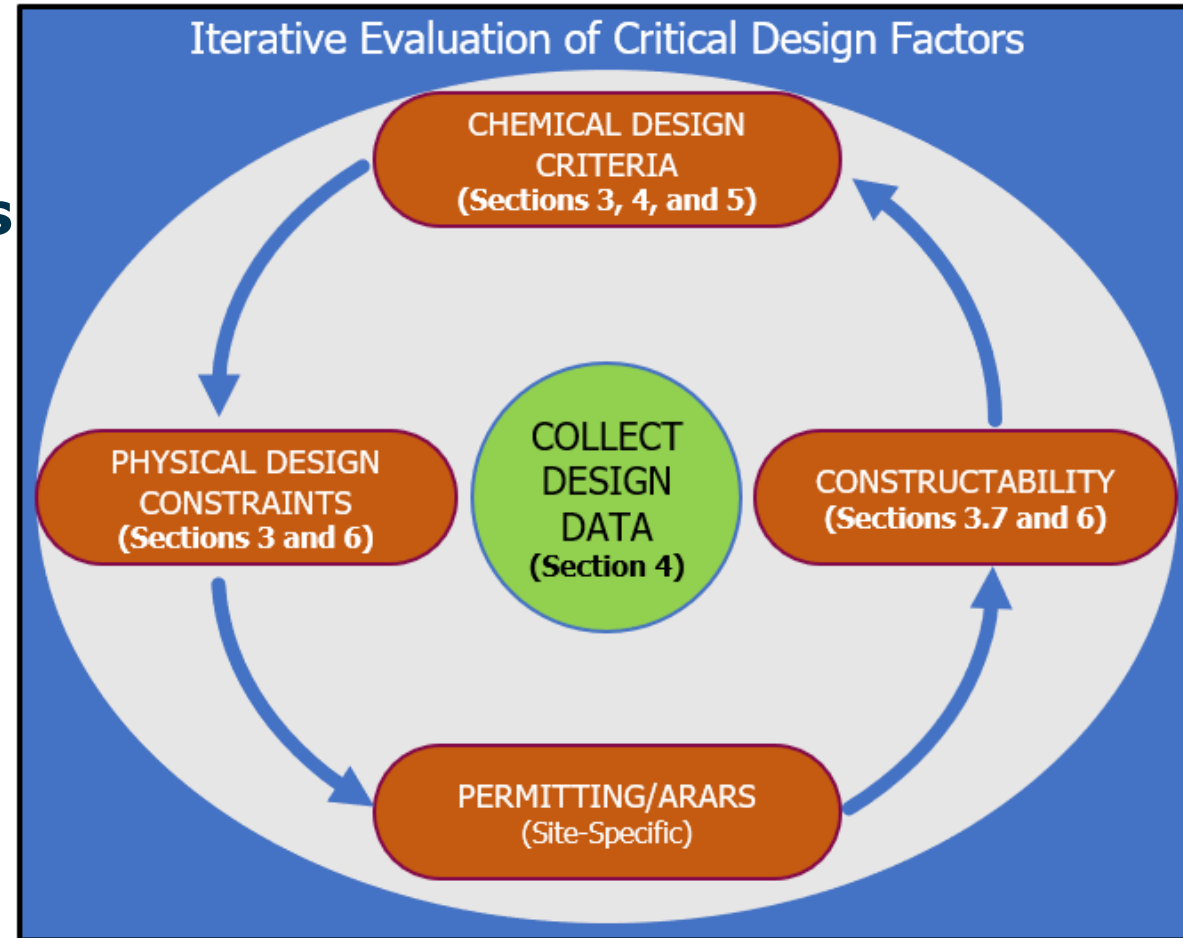 Iterative Evaluation of Critical Design Factors
CHEMICAL DESIGN
CRITERIA
(Sections 3, 4, and 5)
s
PHYSICAL DESIGN
CONSTRAINTS
(Sections 3 and 6)
COLLECT
DESIGN
DATA
(Section 4)
CONSTRUCTABILITY
(Sections 3.7 and 6)
PERMITTING/ARARS
(Site-Specific)